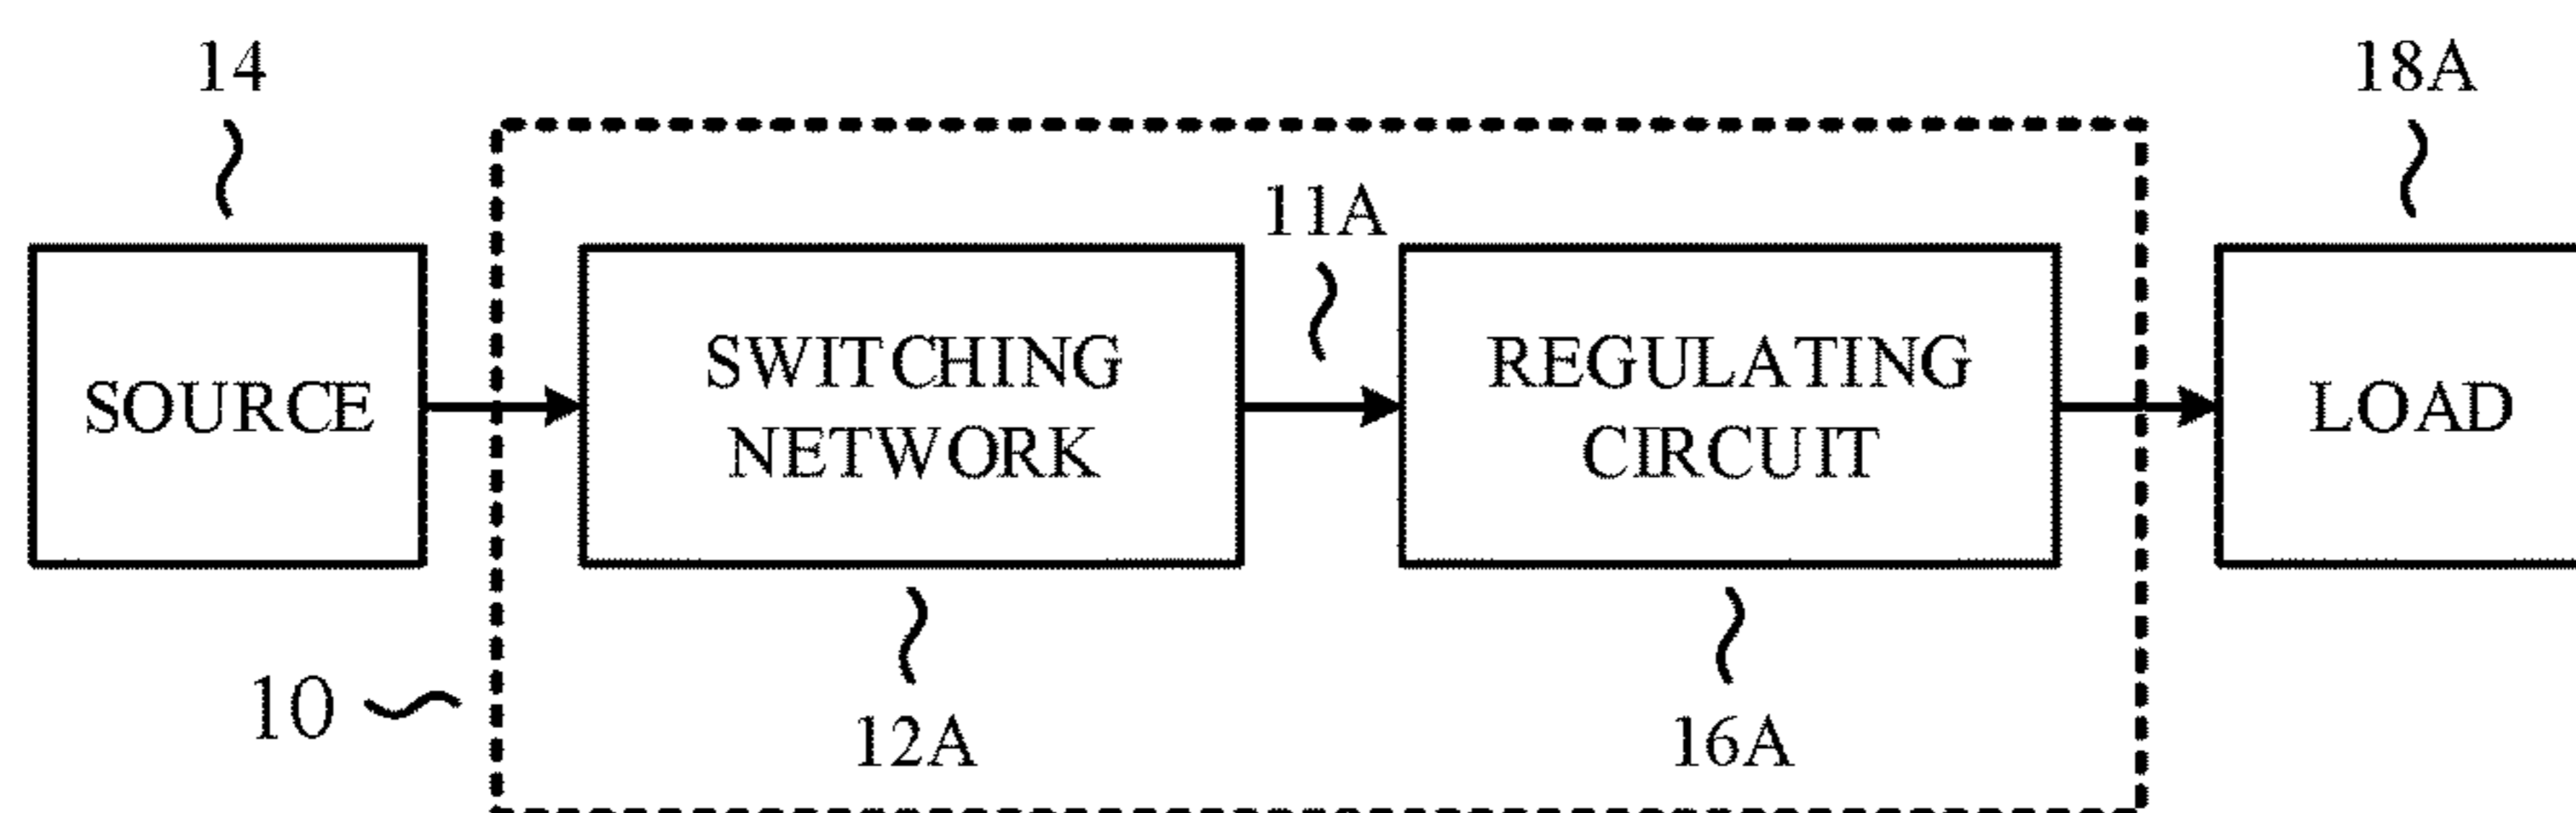 14
18A
11A
SOURCE
SWITCHING
NETWORK
REGULATING
CIRCUIT
LOAD
10
12A
16A